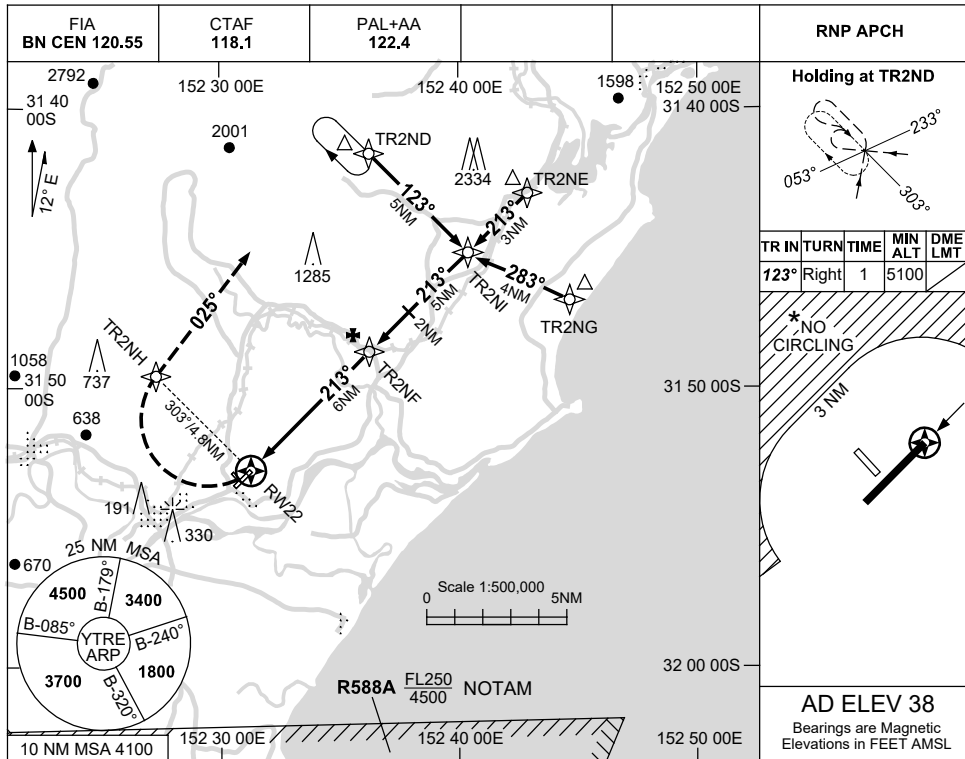 FIA
BN CEN 120.55
CTAF
118.1
PAL+AA
122.4
RNP APCH
2792
31 40
00S
152 30 00E
152 40 00E
1598
152 50 00E
31 40
00S
12° E
2001
TR2ND
2334
TR2NE
123°
5NM
213°
3NM
1285
TR2NI
283°
4NM
TR2NG
213°
5NM
2NM
TR2NH
025°
TR2NF
213°
6NM
1058
31 50
00S
737
638
303°/4.8NM
RW22
31 50
00S
191
330
670
25 NM MSA
4500
B-179°
3400
B-085°
YTRE
ARP
B-240°
3700
B-320°
1800
Scale 1:500,000
0
5NM
32 00 00S
R588A FL250
4500 NOTAM
10 NM MSA 4100
152 30 00E
152 40 00E
152 50 00E
Holding at TR2ND
233°
053°
303°
TR IN TURN TIME MIN ALT DME LMT
123° Right 1 5100
*NO
CIRCLING
3 NM
AD ELEV 38
Bearings are Magnetic
Elevations in FEET AMSL